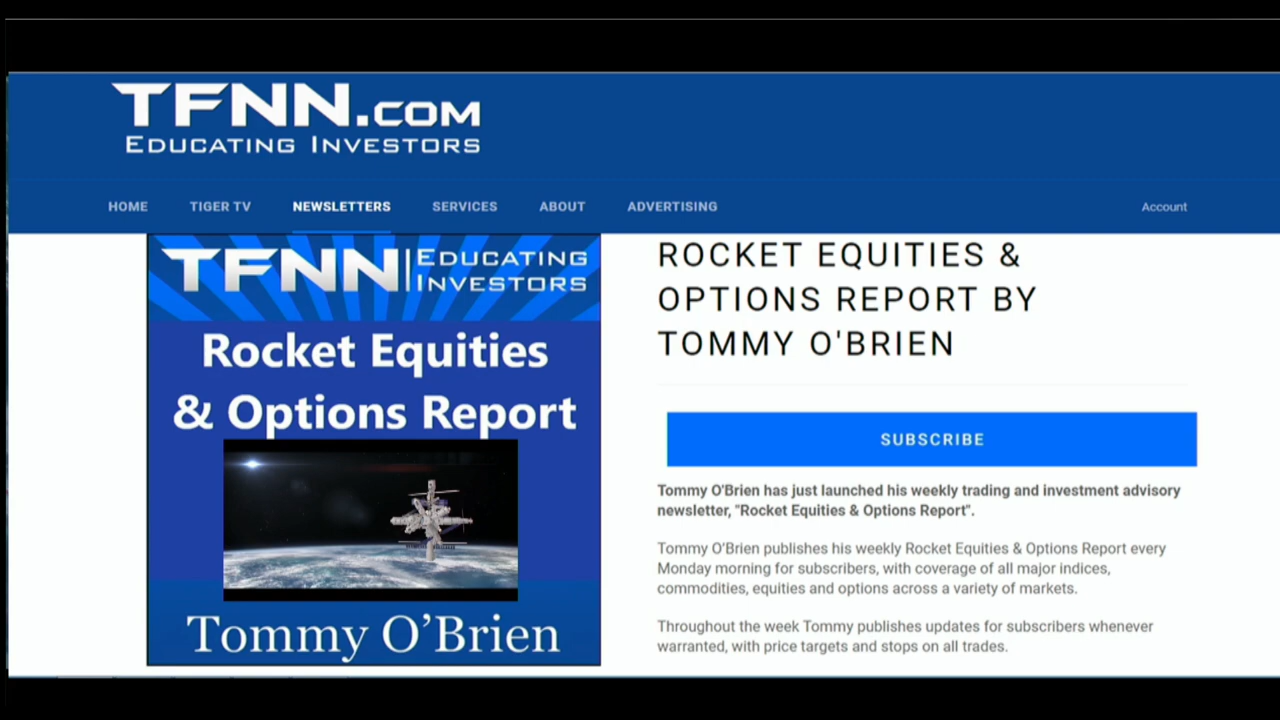 TFNN.COM
EDUCATING INVESTORS
HOME TIGER TV NEWSLETTERS SERVICES ABOUT ADVERTISING Account
TFNN EDUCATING
INVESTORS
Rocket Equities
& Options Report
Tommy O’Brien
ROCKET EQUITIES &
OPTIONS REPORT BY
TOMMY O'BRIEN
SUBSCRIBE
Tommy O'Brien has just launched his weekly trading and investment advisory
newsletter, "Rocket Equities & Options Report".
Tommy O’Brien publishes his weekly Rocket Equities & Options Report every
Monday morning for subscribers, with coverage of all major indices,
commodities, equities and options across a variety of markets.
Throughout the week Tommy publishes updates for subscribers whenever
warranted, with price targets and stops on all trades.